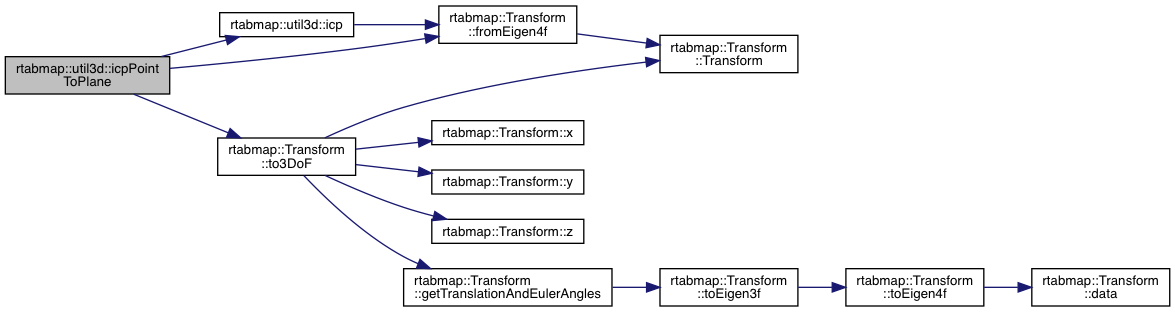 rtabmap::util3d::icpPoint
ToPlane
rtabmap::util3d::icp
rtabmap::Transform
::fromEigen4f
rtabmap::Transform
::Transform
rtabmap::Transform
::to3DoF
rtabmap::Transform::x
rtabmap::Transform::y
rtabmap::Transform::z
rtabmap::Transform
::getTranslationAndEulerAngles
rtabmap::Transform
::toEigen3f
rtabmap::Transform
::toEigen4f
rtabmap::Transform
::data